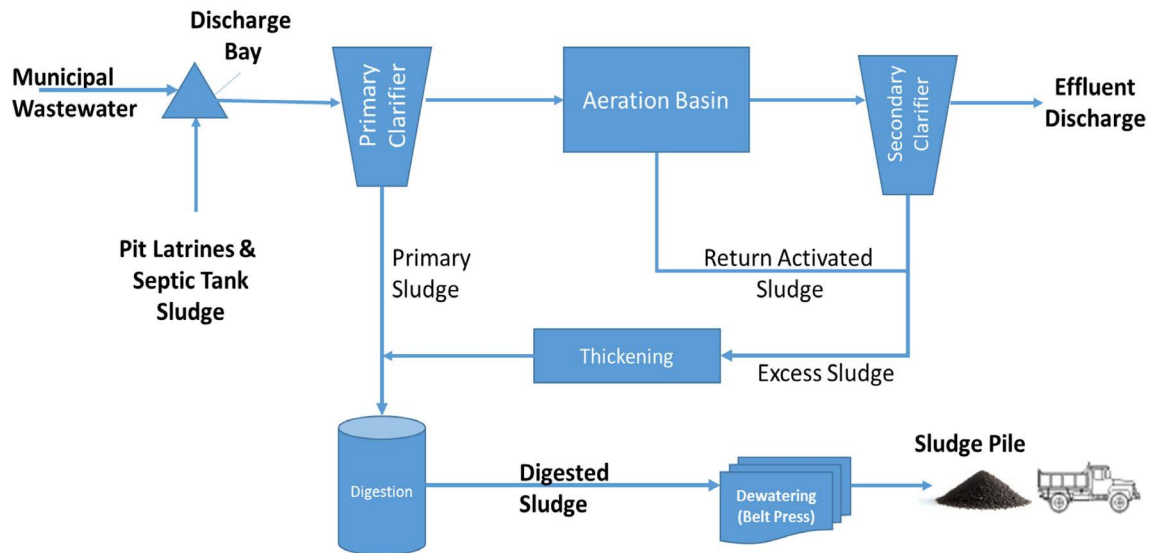 Discharge
Bay
Municipal
Wastewater
Primary
Clarifier
Aeration Basin
Secondary
Clarifier
Effluent
Discharge
Pit Latrines &
Septic Tank
Sludge
Primary
Sludge
Return Activated
Sludge
Thickening
Excess Sludge
Digestion
Digested
Sludge
Dewatering
(Belt Press)
Sludge Pile